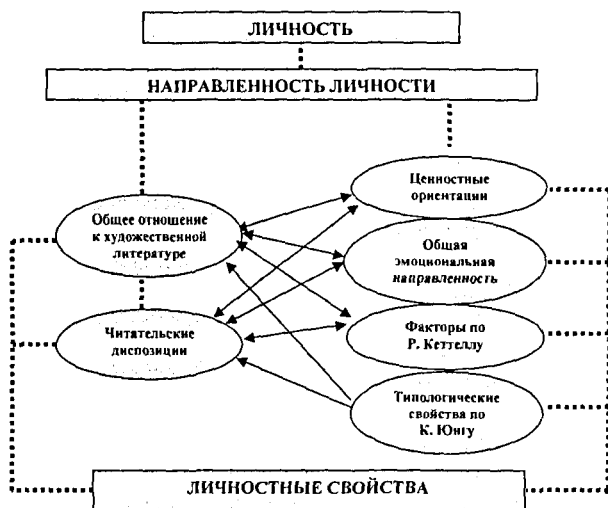 ЛИЧНОСТЬ
НАПРАВЛЕННОСТЬ ЛИЧНОСТИ
Общее отношение
к художественной
литературе
Читательские
диспозиции
Ценностные
ориентации
Общая
эмоциональная
направленность
Факторы по
Р. Кеттеллу
Типологические
свойства по
К. Юнгу
ЛИЧНОСТНЫЕ СВОЙСТВА